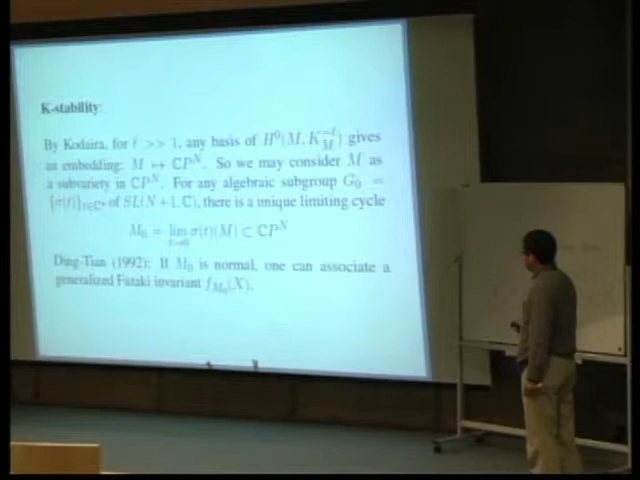 K-stability:
By Kodaira, for ℓ >> 1, any basis of H⁰(M, K_M^{-ℓ}) gives
an embedding: M ↦ CP^N. So we may consider M as
a subvariety in CP^N. For any algebraic subgroup G₀ =
{σ(t)}_{t∈C*} of SL(N + 1, C), there is a unique limiting cycle
M₀ = lim_{t→0} σ(t)(M) ⊂ CP^N
Ding-Tian (1992): If M₀ is normal, one can associate a
generalized Futaki invariant f_{M₀}(X).